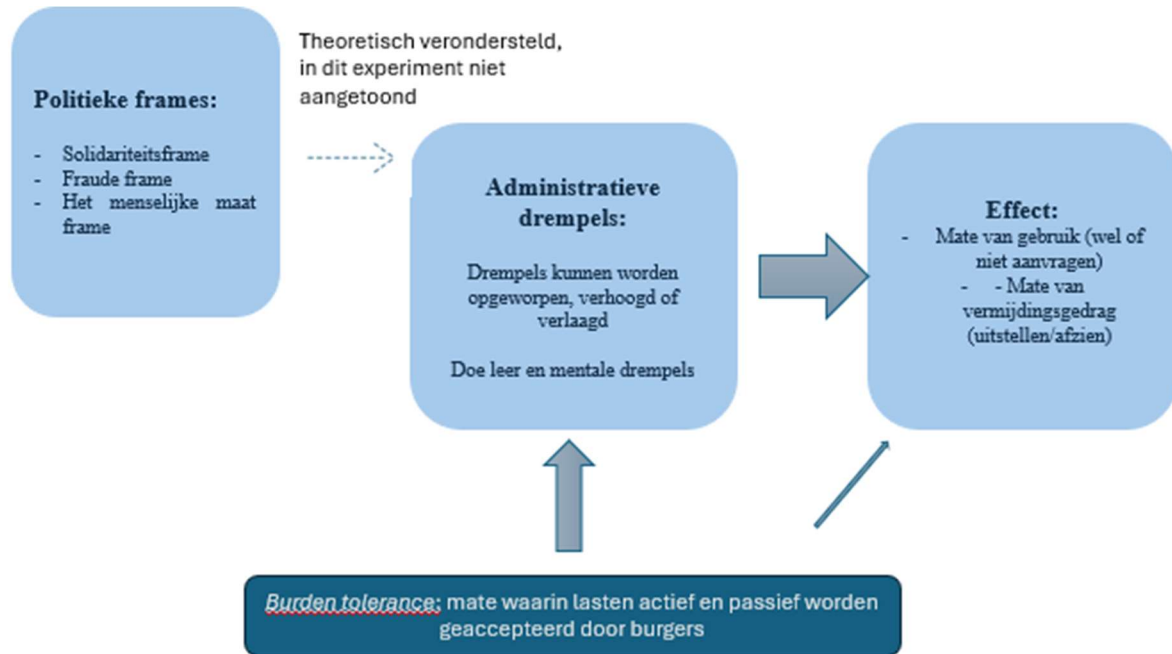 Politieke frames:
- Solidariteitsframe
- Fraude frame
- Het menselijke maat
frame
Theoretisch verondersteld,
in dit experiment niet
aangetoond
Administratieve
drempels:
Drempels kunnen worden
opgeworpen, verhoogd of
verlaagd
Doe leer en mentale drempels
Effect:
- Mate van gebruik (wel of
niet aanvragen)
- - Mate van
vermijdingsgedrag
(uitstellen/afzien)
Burden tolerance: mate waarin lasten actief en passief worden
geaccepteerd door burgers